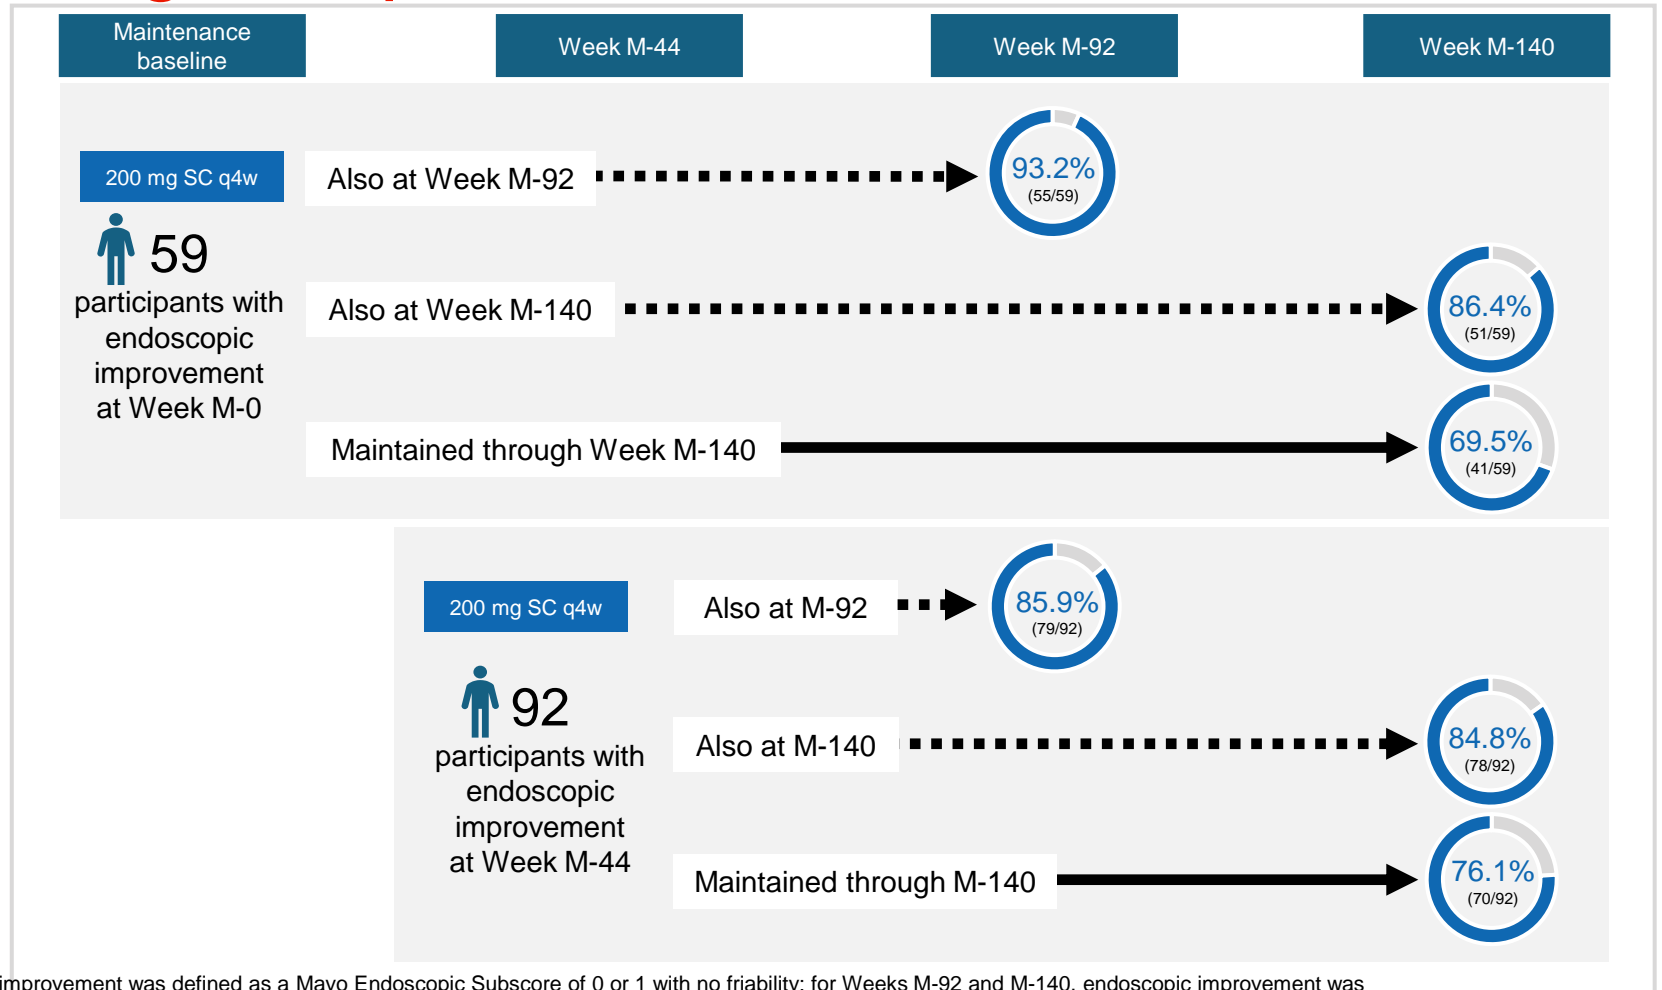 Maintenance
baseline
Week M-44
Week M-92
Week M-140
200 mg SC q4w
59
participants with
endoscopic
improvement
at Week M-0
Also at Week M-92
93.2%
(55/59)
Also at Week M-140
86.4%
(51/59)
Maintained through Week M-140
69.5%
(41/59)
200 mg SC q4w
92
participants with
endoscopic
improvement
at Week M-44
Also at M-92
85.9%
(79/92)
Also at M-140
84.8%
(78/92)
Maintained through M-140
76.1%
(70/92)
improvement was defined as a Mayo Endoscopic Subscore of 0 or 1 with no friability; for Weeks M-92 and M-140, endoscopic improvement was